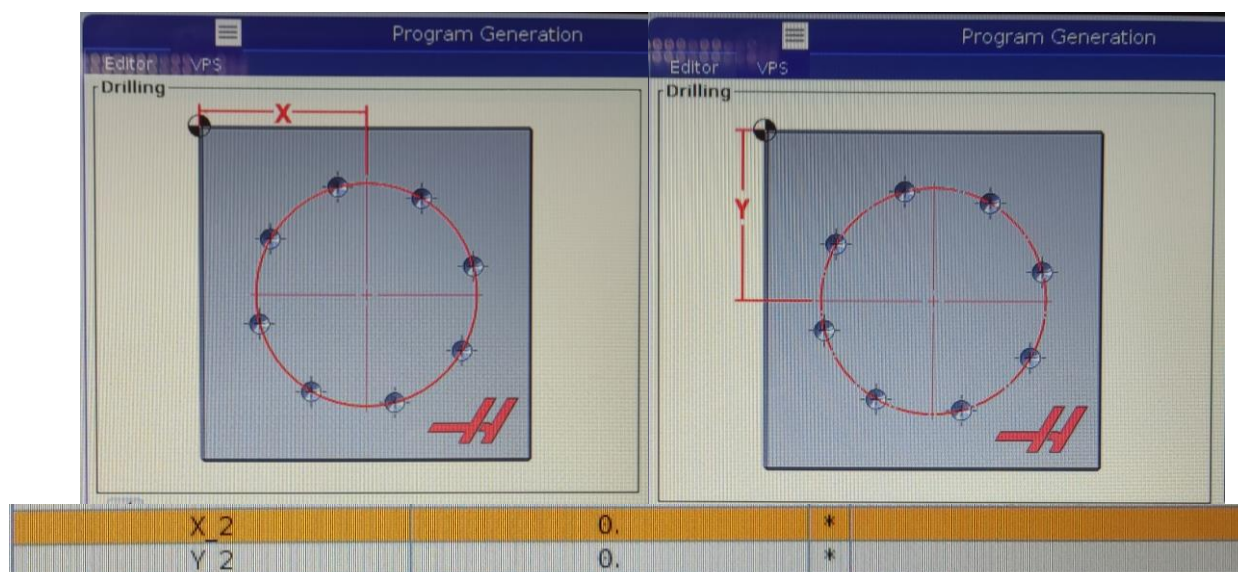 Program Generation
Editor VPS
Drilling
X
Program Generation
Editor VPS
Drilling
Y
X_2 0. *
Y_2 0. *